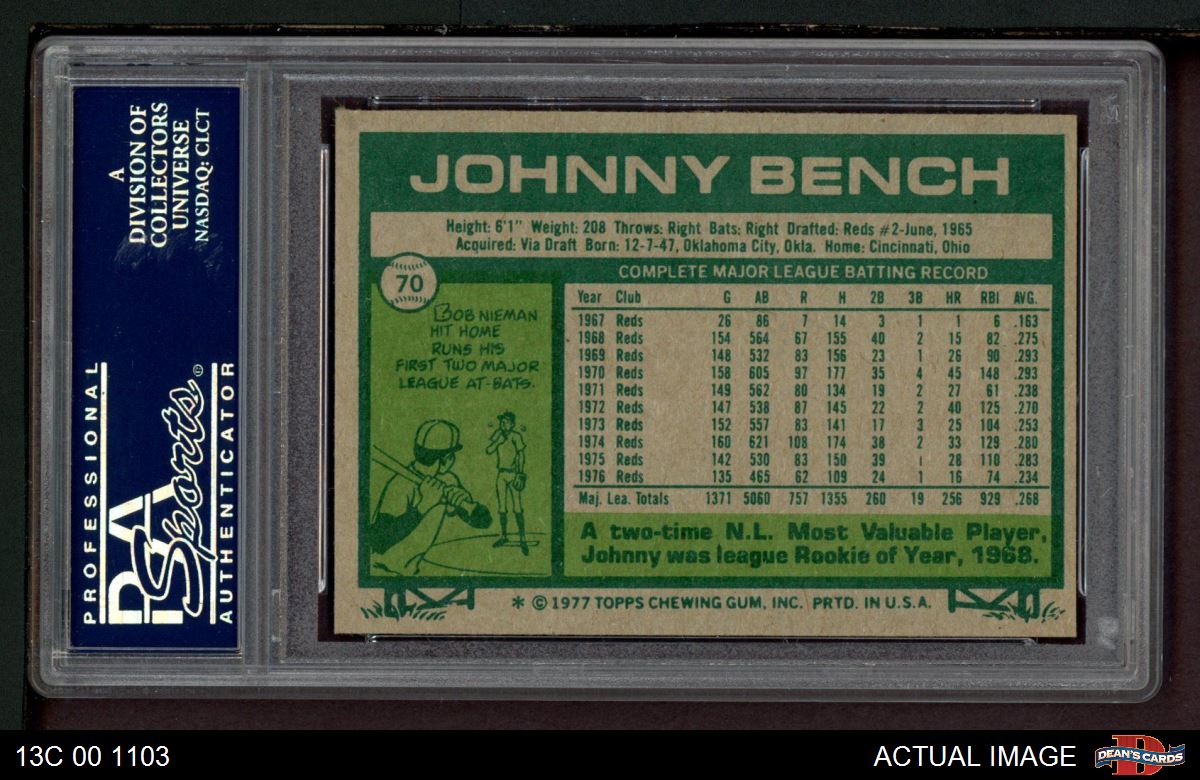 A
DIVISION OF
COLLECTORS
UNIVERSE
NASDAQ: CLCT
PROFESSIONAL
PSA
Sports©
AUTHENTICATOR
JOHNNY BENCH
Height: 6'1" Weight: 208 Throws: Right Bats: Right Drafted: Reds #2-June, 1965
Acquired: Via Draft Born: 12-7-47, Oklahoma City, Okla. Home: Cincinnati, Ohio
70
BOB NIEMAN
HIT HOME
RUNS HIS
FIRST TWO MAJOR
LEAGUE AT-BATS.
COMPLETE MAJOR LEAGUE BATTING RECORD
Year Club G AB R H 2B 3B HR RBI AVG.
1967 Reds 26 86 7 14 3 1 1 6 .163
1968 Reds 154 564 67 155 40 2 15 82 .275
1969 Reds 148 532 83 156 23 1 26 90 .293
1970 Reds 158 605 97 177 35 4 45 148 .293
1971 Reds 149 562 80 134 19 2 27 61 .238
1972 Reds 147 538 87 145 22 2 40 125 .270
1973 Reds 152 557 83 141 17 3 25 104 .253
1974 Reds 160 621 108 174 38 2 33 129 .280
1975 Reds 142 530 83 150 39 1 28 110 .283
1976 Reds 135 465 62 109 24 1 16 74 .234
Maj. Lea. Totals 1371 5060 757 1355 260 19 256 929 .268
A two-time N.L. Most Valuable Player,
Johnny was league Rookie of Year, 1968.
* © 1977 TOPPS CHEWING GUM, INC. PRTD. IN U.S.A.
13C 00 1103
ACTUAL IMAGE
DEAN'S CARDS